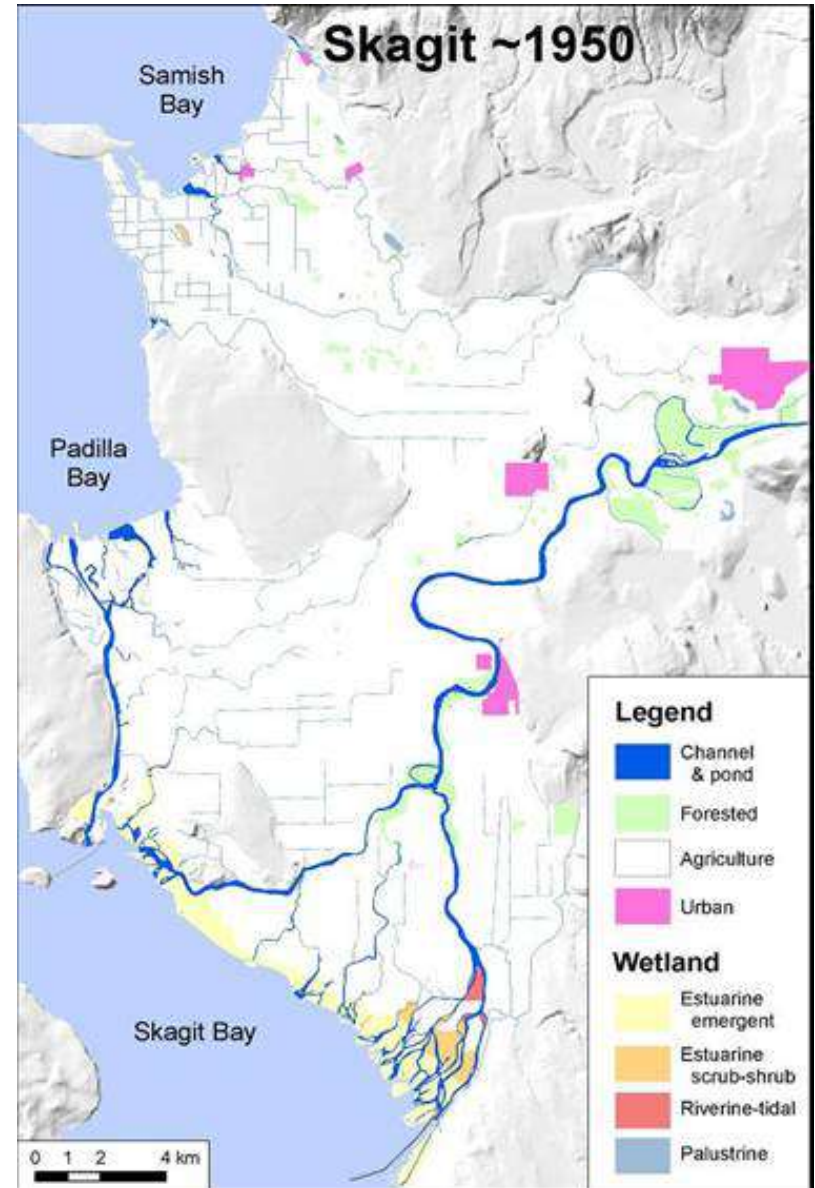 Skagit ~1950
Samish
Bay
Padilla
Bay
Skagit Bay
Legend
Channel
& pond
Forested
Agriculture
Urban
Wetland
Estuarine
emergent
Estuarine
scrub-shrub
Riverine-tidal
Palustrine
0 1 2 4 km